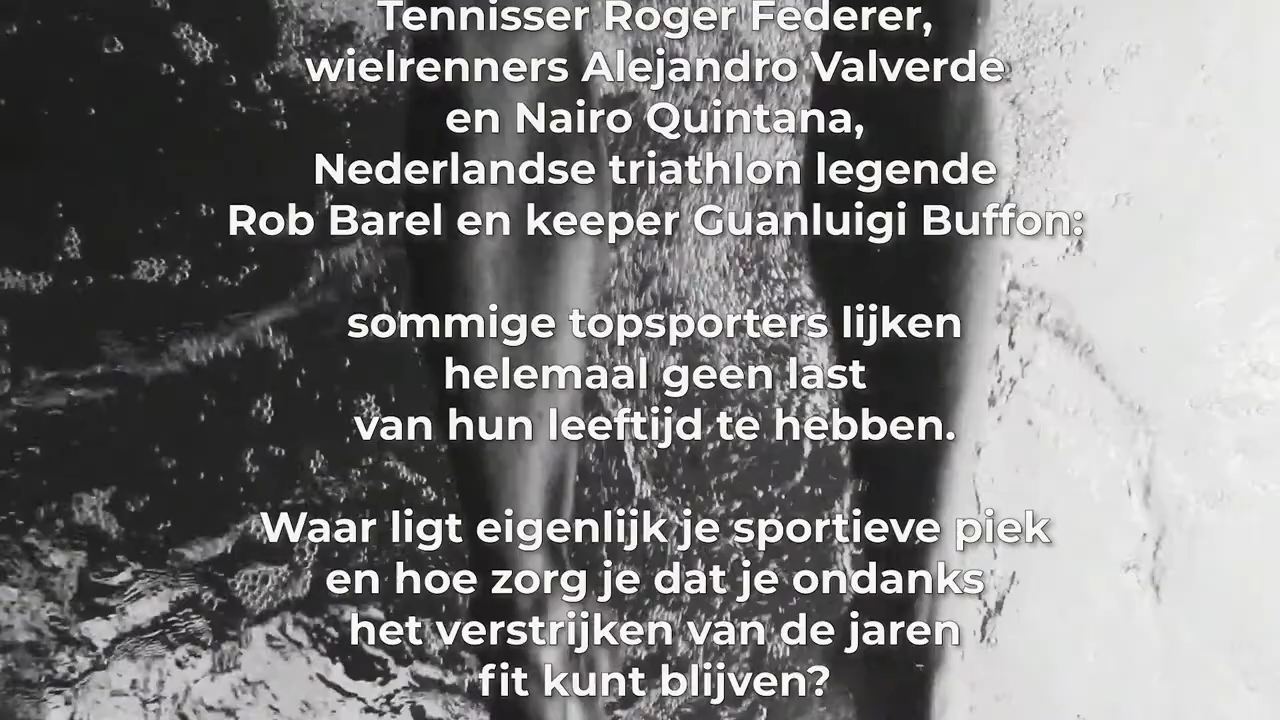 Tennisser Roger Federer,
wielrenners Alejandro Valverde
en Nairo Quintana,
Nederlandse triathlon legende
Rob Barel en keeper Guanluigi Buffon:
sommige topsporters lijken
helemaal geen last
van hun leeftijd te hebben.
Waar ligt eigenlijk je sportieve piek
en hoe zorg je dat je ondanks
het verstrijken van de jaren
fit kunt blijven?